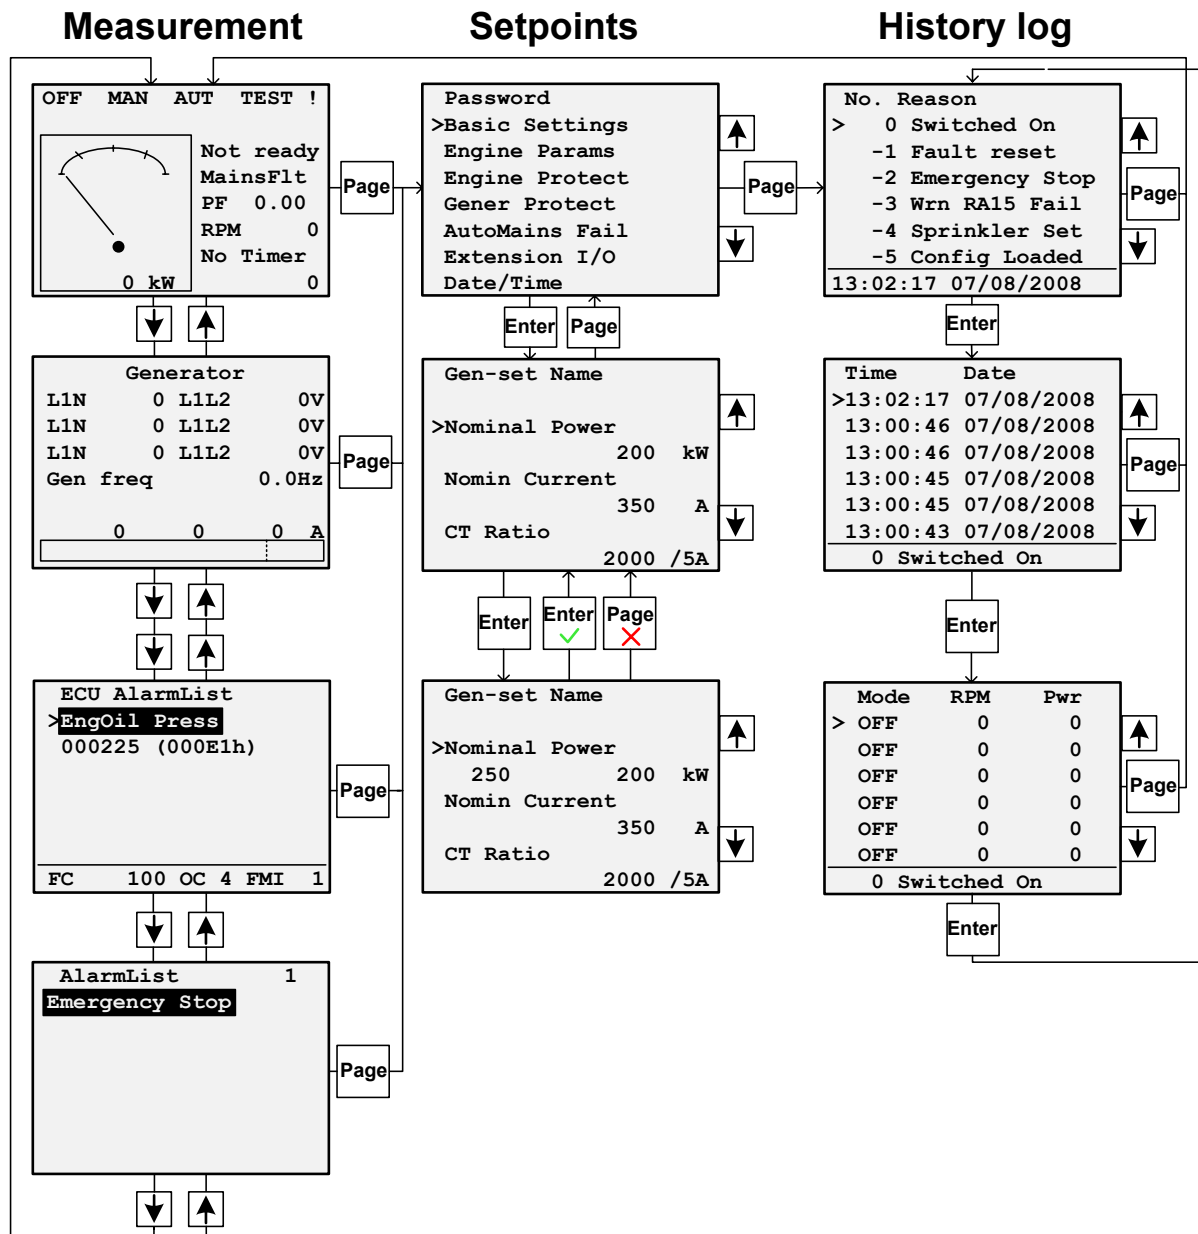 Measurement
OFF MAN AUT TEST !
Not ready
MainsFlt
PF 0.00
RPM 0
No Timer
0 kW 0
Page
Generator
L1N 0 L1L2 0V
L1N 0 L1L2 0V
L1N 0 L1L2 0V
Gen freq 0.0Hz
0 0 0 A
Page
ECU AlarmList
>EngOil Press
000225 (000E1h)
FC 100 OC 4 FMI 1
Page
AlarmList 1
Emergency Stop
Page
Setpoints
Password
>Basic Settings
Engine Params
Engine Protect
Gener Protect
AutoMains Fail
Extension I/O
Date/Time
Page
Enter Page
Gen-set Name
>Nominal Power
200 kW
Nomin Current
350 A
CT Ratio
2000 /5A
Enter Enter Page
Gen-set Name
>Nominal Power
250 200 kW
Nomin Current
350 A
CT Ratio
2000 /5A
History log
No. Reason
> 0 Switched On
-1 Fault reset
-2 Emergency Stop
-3 Wrn RA15 Fail
-4 Sprinkler Set
-5 Config Loaded
13:02:17 07/08/2008
Page
Enter
Time Date
>13:02:17 07/08/2008
13:00:46 07/08/2008
13:00:46 07/08/2008
13:00:45 07/08/2008
13:00:45 07/08/2008
13:00:43 07/08/2008
0 Switched On
Page
Enter
Mode RPM Pwr
> OFF 0 0
OFF 0 0
OFF 0 0
OFF 0 0
OFF 0 0
OFF 0 0
0 Switched On
Page
Enter